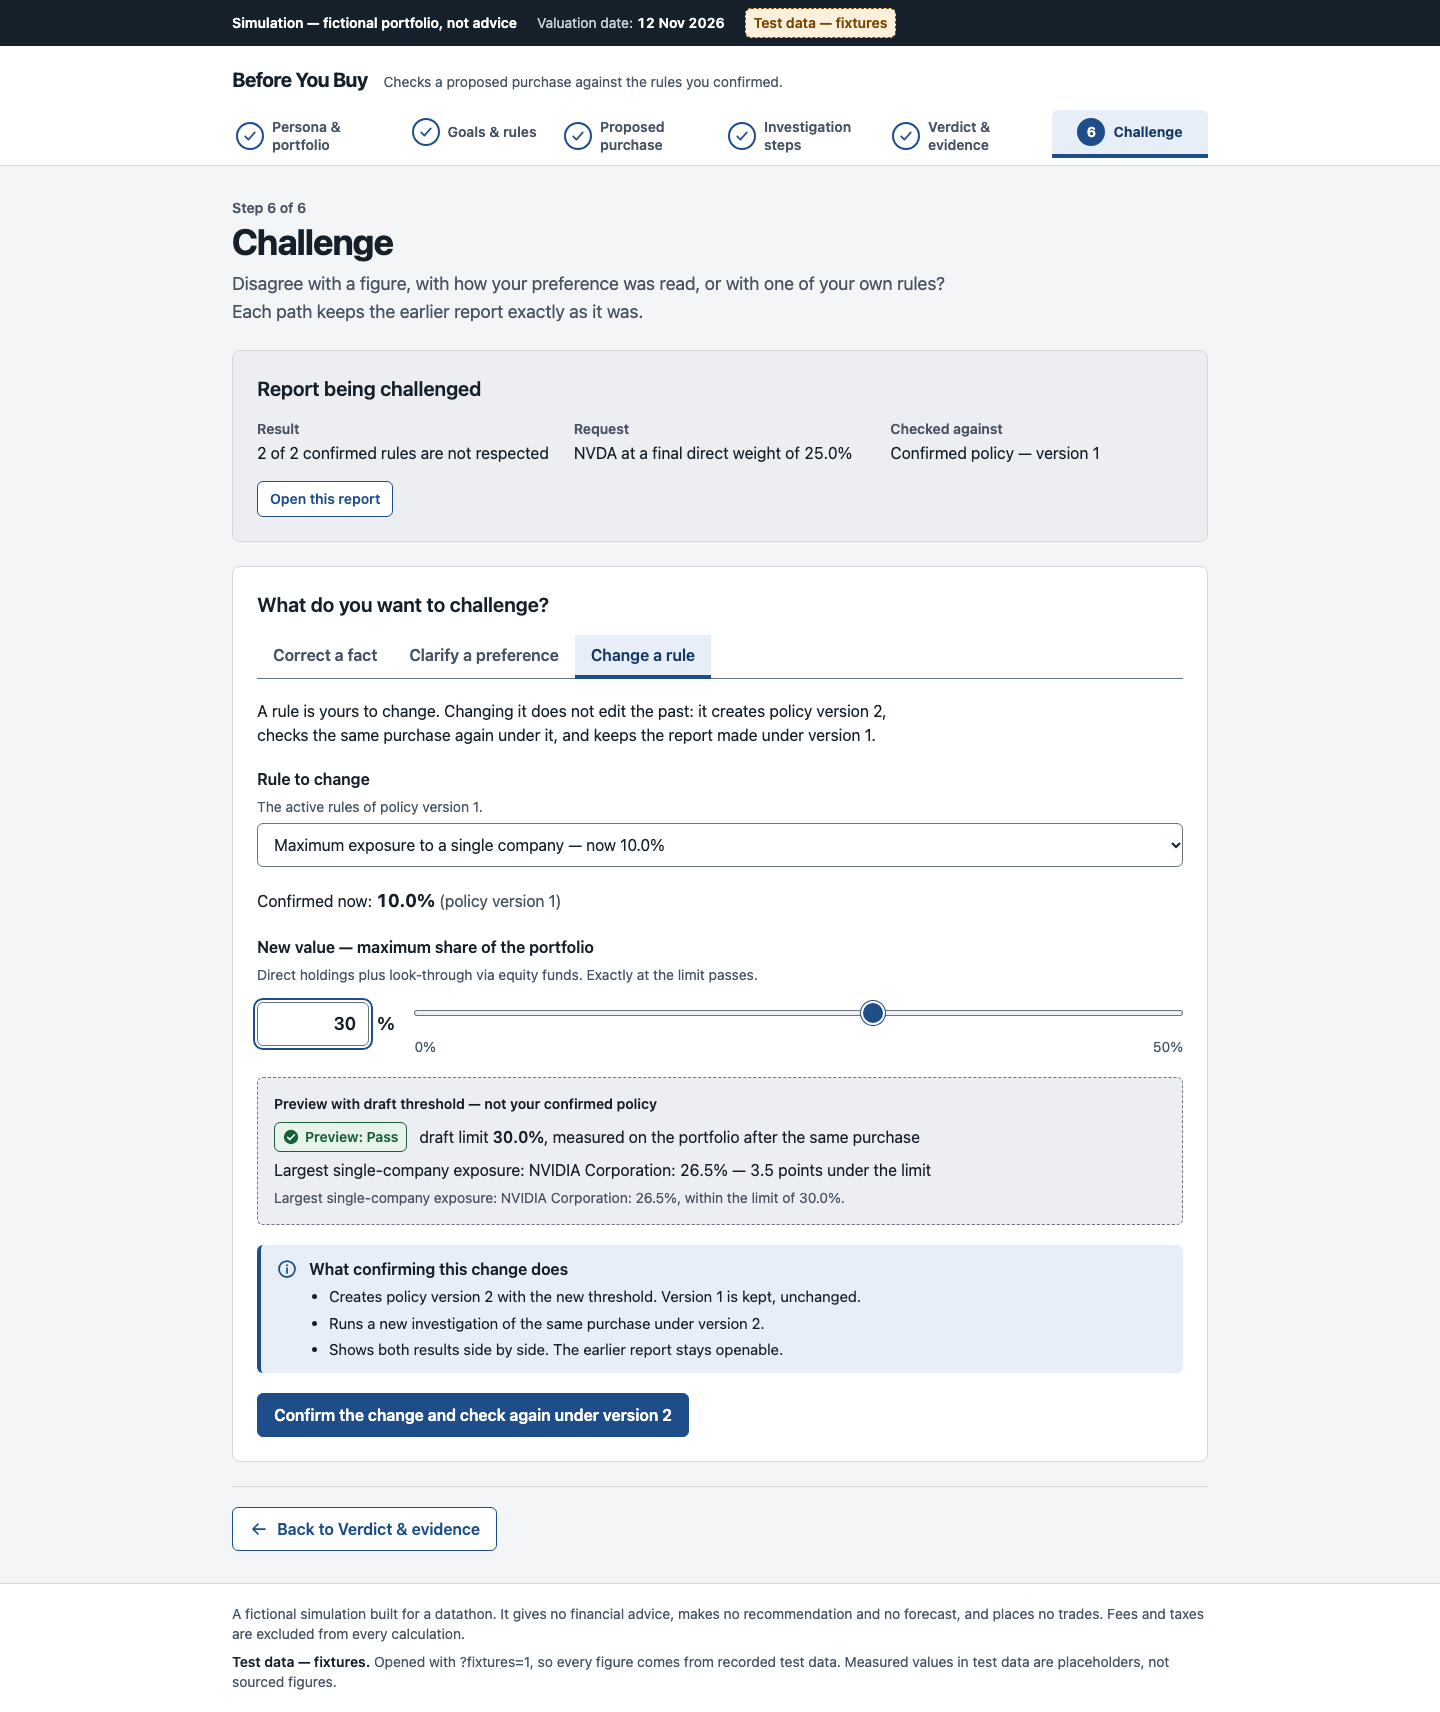 Simulation — fictional portfolio, not advice Valuation date: 12 Nov 2026 Test data — fixtures
Before You Buy Checks a proposed purchase against the rules you confirmed.
Persona &
portfolio
Goals & rules
Proposed
purchase
Investigation
steps
Verdict &
evidence
6 Challenge
Step 6 of 6
Challenge
Disagree with a figure, with how your preference was read, or with one of your own rules?
Each path keeps the earlier report exactly as it was.
Report being challenged
Result
2 of 2 confirmed rules are not respected
Request
NVDA at a final direct weight of 25.0%
Checked against
Confirmed policy — version 1
Open this report
What do you want to challenge?
Correct a fact Clarify a preference Change a rule
A rule is yours to change. Changing it does not edit the past: it creates policy version 2,
checks the same purchase again under it, and keeps the report made under version 1.
Rule to change
The active rules of policy version 1.
Maximum exposure to a single company — now 10.0%
Confirmed now: 10.0% (policy version 1)
New value — maximum share of the portfolio
Direct holdings plus look-through via equity funds. Exactly at the limit passes.
30 %
0% 50%
Preview with draft threshold — not your confirmed policy
Preview: Pass draft limit 30.0%, measured on the portfolio after the same purchase
Largest single-company exposure: NVIDIA Corporation: 26.5% — 3.5 points under the limit
Largest single-company exposure: NVIDIA Corporation: 26.5%, within the limit of 30.0%.
What confirming this change does
• Creates policy version 2 with the new threshold. Version 1 is kept, unchanged.
• Runs a new investigation of the same purchase under version 2.
• Shows both results side by side. The earlier report stays openable.
Confirm the change and check again under version 2
← Back to Verdict & evidence
A fictional simulation built for a datathon. It gives no financial advice, makes no recommendation and no forecast, and places no trades. Fees and taxes
are excluded from every calculation.
Test data — fixtures. Opened with ?fixtures=1, so every figure comes from recorded test data. Measured values in test data are placeholders, not
sourced figures.